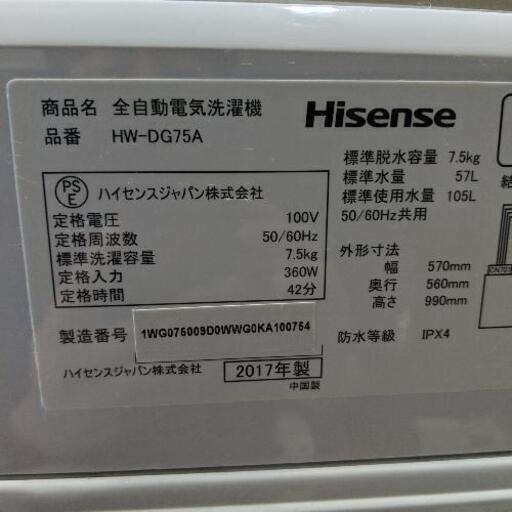 商品名 全自動電気洗濯機
品番 HW-DG75A
Hisense
PS
E
ハイセンスジャパン株式会社
定格電圧 100V
定格周波数 50/60Hz
標準洗濯容量 7.5kg
定格入力 360W
定格時間 42分
製造番号 1WG075009D0WWG0KA100754
ハイセンスジャパン株式会社
2017年製
中国製
標準脱水容量 7.5kg
標準水量 57L
標準使用水量 105L
50/60Hz共用
外形寸法
幅 570mm
奥行 560mm
高さ 990mm
防水等級 IPX4
結